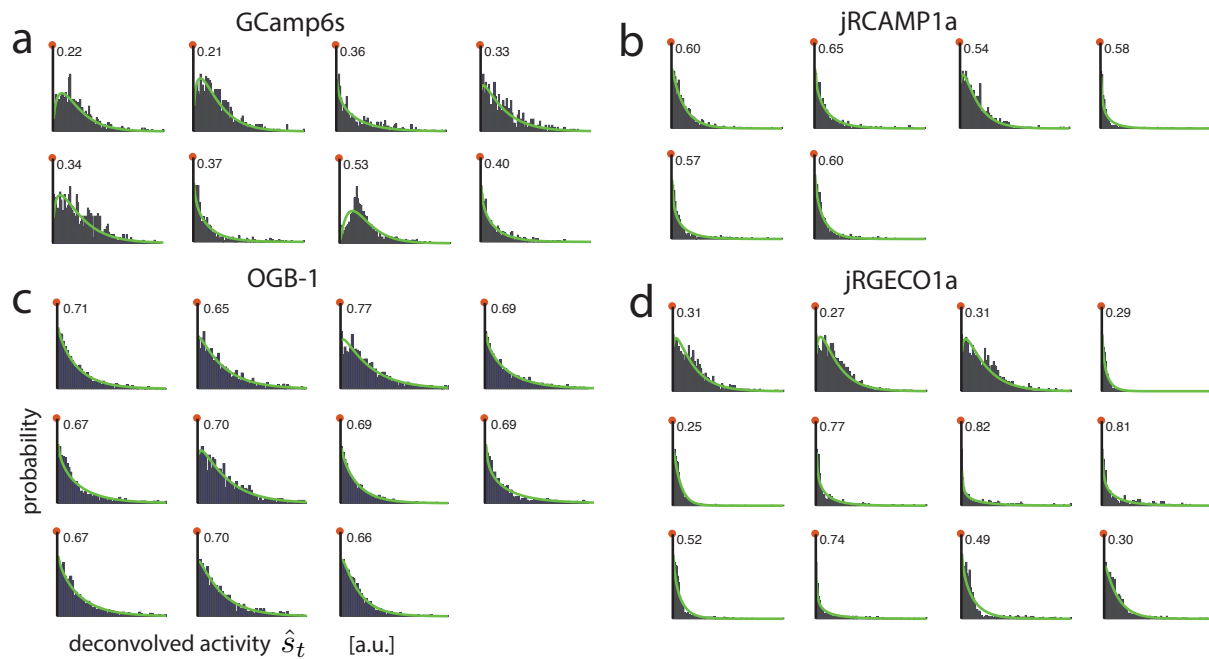 GCamp6s
a
0.22 0.21 0.36 0.33
0.34 0.37 0.53 0.40
jRCAMP1a
b
0.60 0.65 0.54 0.58
0.57 0.60
OGB-1
c
0.71 0.65 0.77 0.69
0.67 0.70 0.69 0.69
0.67 0.70 0.66
probability
deconvolved activity ŝₜ [a.u.]
jRGECO1a
d
0.31 0.27 0.31 0.29
0.25 0.77 0.82 0.81
0.52 0.74 0.49 0.30